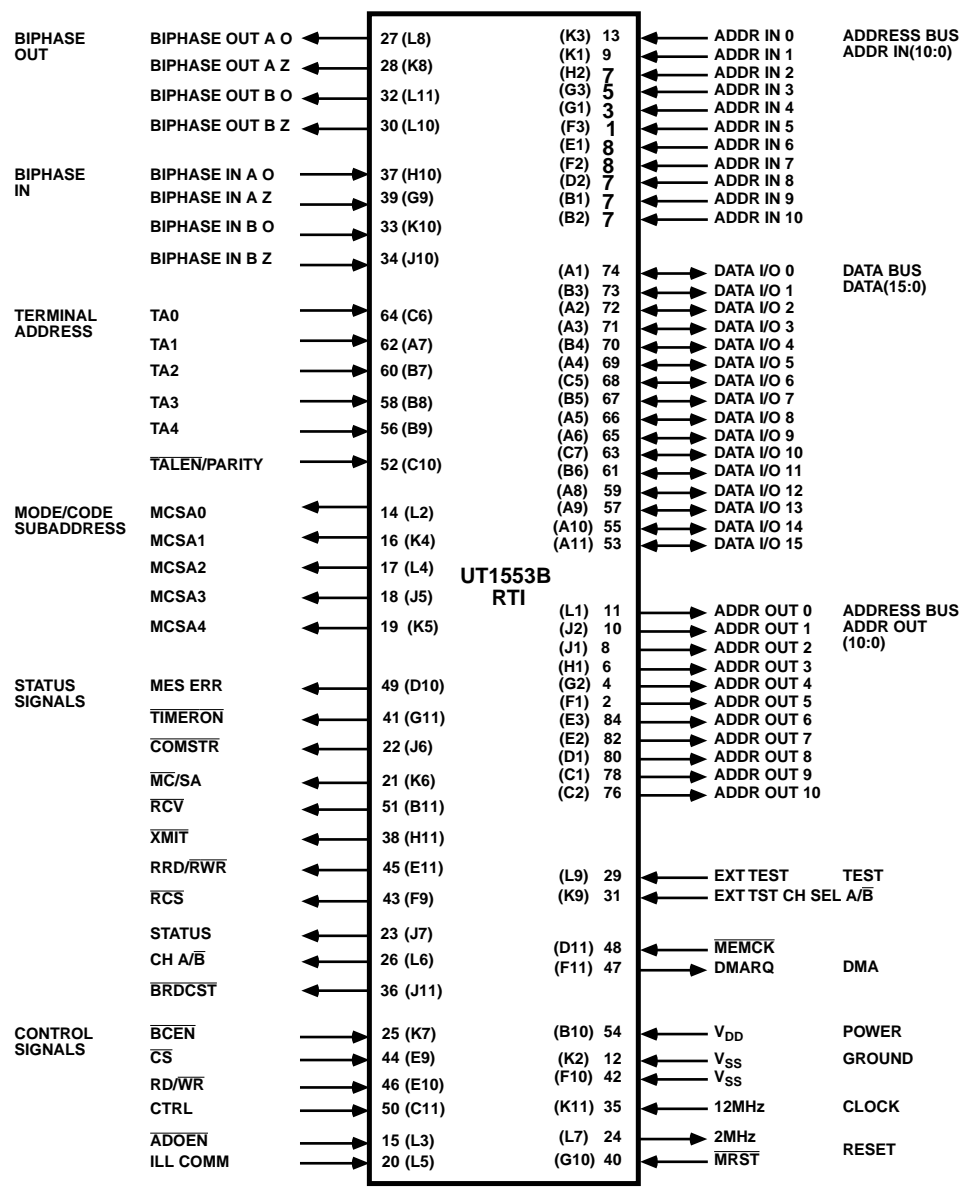 BIPHASE OUT
BIPHASE OUT A O 27 (L8)
BIPHASE OUT A Z 28 (K8)
BIPHASE OUT B O 32 (L11)
BIPHASE OUT B Z 30 (L10)
BIPHASE IN
BIPHASE IN A O 37 (H10)
BIPHASE IN A Z 39 (G9)
BIPHASE IN B O 33 (K10)
BIPHASE IN B Z 34 (J10)
TERMINAL ADDRESS
TA0 64 (C6)
TA1 62 (A7)
TA2 60 (B7)
TA3 58 (B8)
TA4 56 (B9)
T̅A̅L̅E̅N̅/PARITY 52 (C10)
MODE/CODE SUBADDRESS
MCSA0 14 (L2)
MCSA1 16 (K4)
MCSA2 17 (L4)
MCSA3 18 (J5)
MCSA4 19 (K5)
STATUS SIGNALS
MES ERR 49 (D10)
T̅I̅M̅E̅R̅O̅N̅ 41 (G11)
C̅O̅M̅S̅T̅R̅ 22 (J6)
M̅C̅/SA 21 (K6)
R̅C̅V̅ 51 (B11)
X̅M̅I̅T̅ 38 (H11)
RRD/R̅W̅R̅ 45 (E11)
R̅C̅S̅ 43 (F9)
STATUS 23 (J7)
CH A/B̅ 26 (L6)
B̅R̅D̅C̅S̅T̅ 36 (J11)
CONTROL SIGNALS
B̅C̅E̅N̅ 25 (K7)
C̅S̅ 44 (E9)
RD/W̅R̅ 46 (E10)
CTRL 50 (C11)
A̅D̅O̅E̅N̅ 15 (L3)
ILL COMM 20 (L5)
UT1553B
RTI
(K3) 13 ADDR IN 0
(K1) 9 ADDR IN 1
(H2) 7 ADDR IN 2
(G3) 5 ADDR IN 3
(G1) 3 ADDR IN 4
(F3) 1 ADDR IN 5
(E1) 8 ADDR IN 6
(F2) 8 ADDR IN 7
(D2) 7 ADDR IN 8
(B1) 7 ADDR IN 9
(B2) 7 ADDR IN 10
ADDRESS BUS
ADDR IN(10:0)
(A1) 74 DATA I/O 0
(B3) 73 DATA I/O 1
(A2) 72 DATA I/O 2
(A3) 71 DATA I/O 3
(B4) 70 DATA I/O 4
(A4) 69 DATA I/O 5
(C5) 68 DATA I/O 6
(B5) 67 DATA I/O 7
(A5) 66 DATA I/O 8
(A6) 65 DATA I/O 9
(C7) 63 DATA I/O 10
(B6) 61 DATA I/O 11
(A8) 59 DATA I/O 12
(A9) 57 DATA I/O 13
(A10) 55 DATA I/O 14
(A11) 53 DATA I/O 15
DATA BUS
DATA(15:0)
(L1) 11 ADDR OUT 0
(J2) 10 ADDR OUT 1
(J1) 8 ADDR OUT 2
(H1) 6 ADDR OUT 3
(G2) 4 ADDR OUT 4
(F1) 2 ADDR OUT 5
(E3) 84 ADDR OUT 6
(E2) 82 ADDR OUT 7
(D1) 80 ADDR OUT 8
(C1) 78 ADDR OUT 9
(C2) 76 ADDR OUT 10
ADDRESS BUS
ADDR OUT
(10:0)
(L9) 29 EXT TEST TEST
(K9) 31 EXT TST CH SEL A/B̅
(D11) 48 M̅E̅M̅C̅K̅
(F11) 47 DMARQ DMA
(B10) 54 VDD POWER
(K2) 12 VSS GROUND
(F10) 42 VSS
(K11) 35 12MHz CLOCK
(L7) 24 2MHz
(G10) 40 M̅R̅S̅T̅
RESET